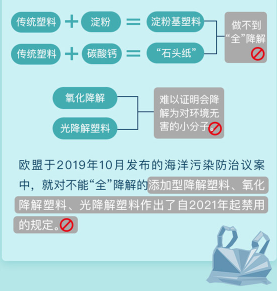 传统塑料 + 淀粉 = 淀粉基塑料
传统塑料 + 碳酸钙 = “石头纸”
做不到
“全”降解
氧化降解
光降解塑料
难以证明会降
解为对环境无
害的小分子
欧盟于2019年10月发布的海洋污染防治议案
中，就对不能“全”降解的添加型降解塑料、氧化
降解塑料、光降解塑料作出了自2021年起禁用
的规定。